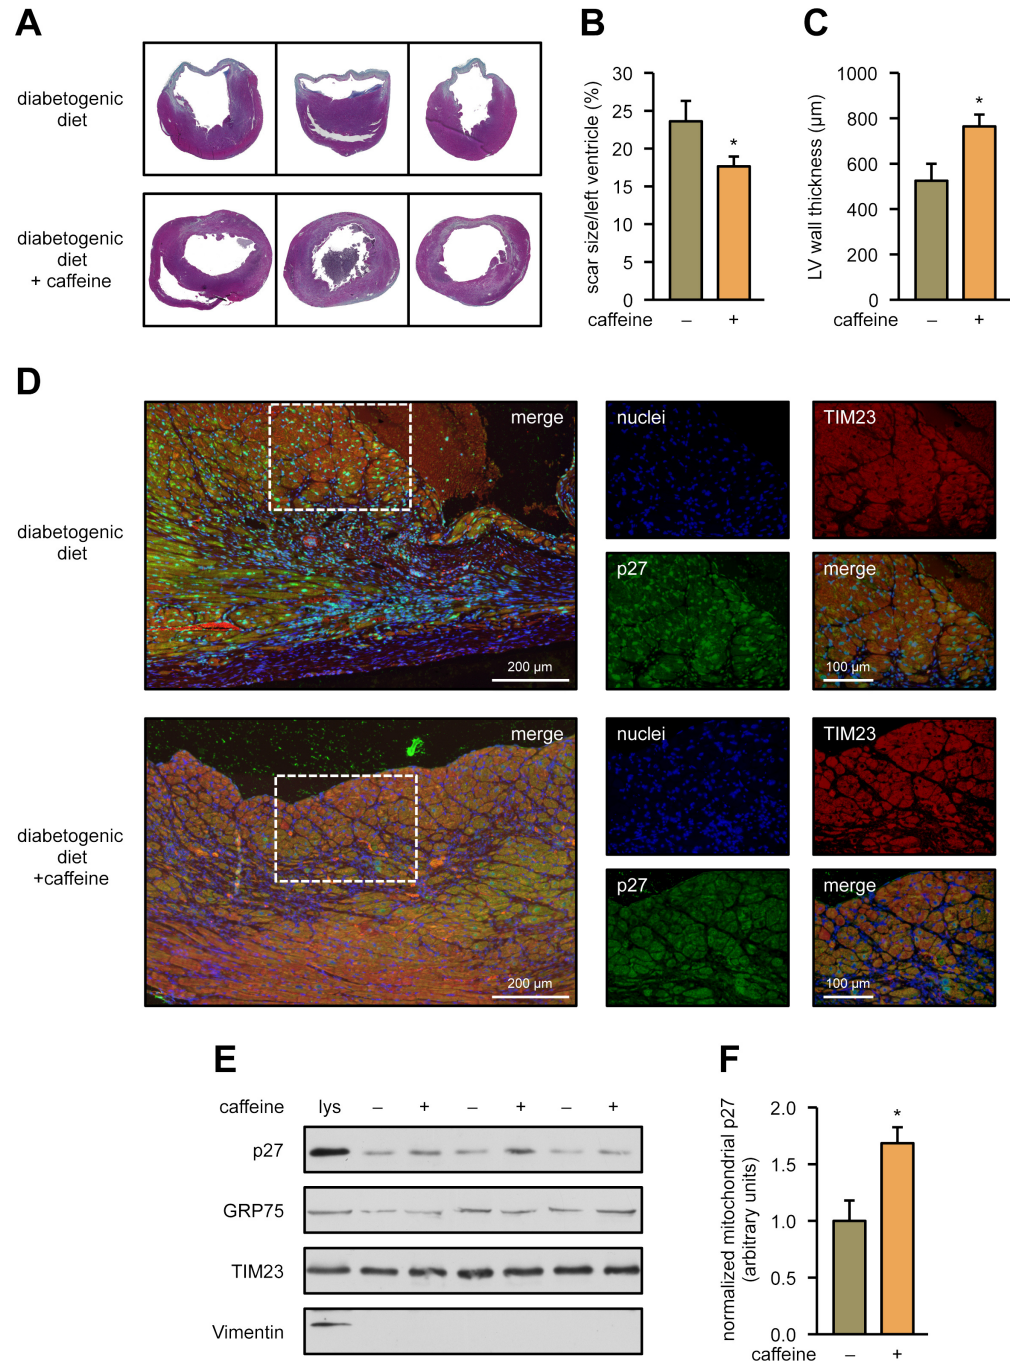 A
diabetogenic
diet
diabetogenic
diet
+ caffeine
B
scar size/left ventricle (%)
30
25
20
15
10
5
0
*
caffeine – +
C
LV wall thickness (µm)
1000
800
600
400
200
0
*
caffeine – +
D
diabetogenic
diet
merge
200 µm
nuclei
TIM23
p27
merge
100 µm
diabetogenic
diet
+caffeine
merge
200 µm
nuclei
TIM23
p27
merge
100 µm
E
caffeine lys – + – + – +
p27
GRP75
TIM23
Vimentin
F
normalized mitochondrial p27
(arbitrary units)
2.0
1.5
1.0
0.5
0.0
*
caffeine – +